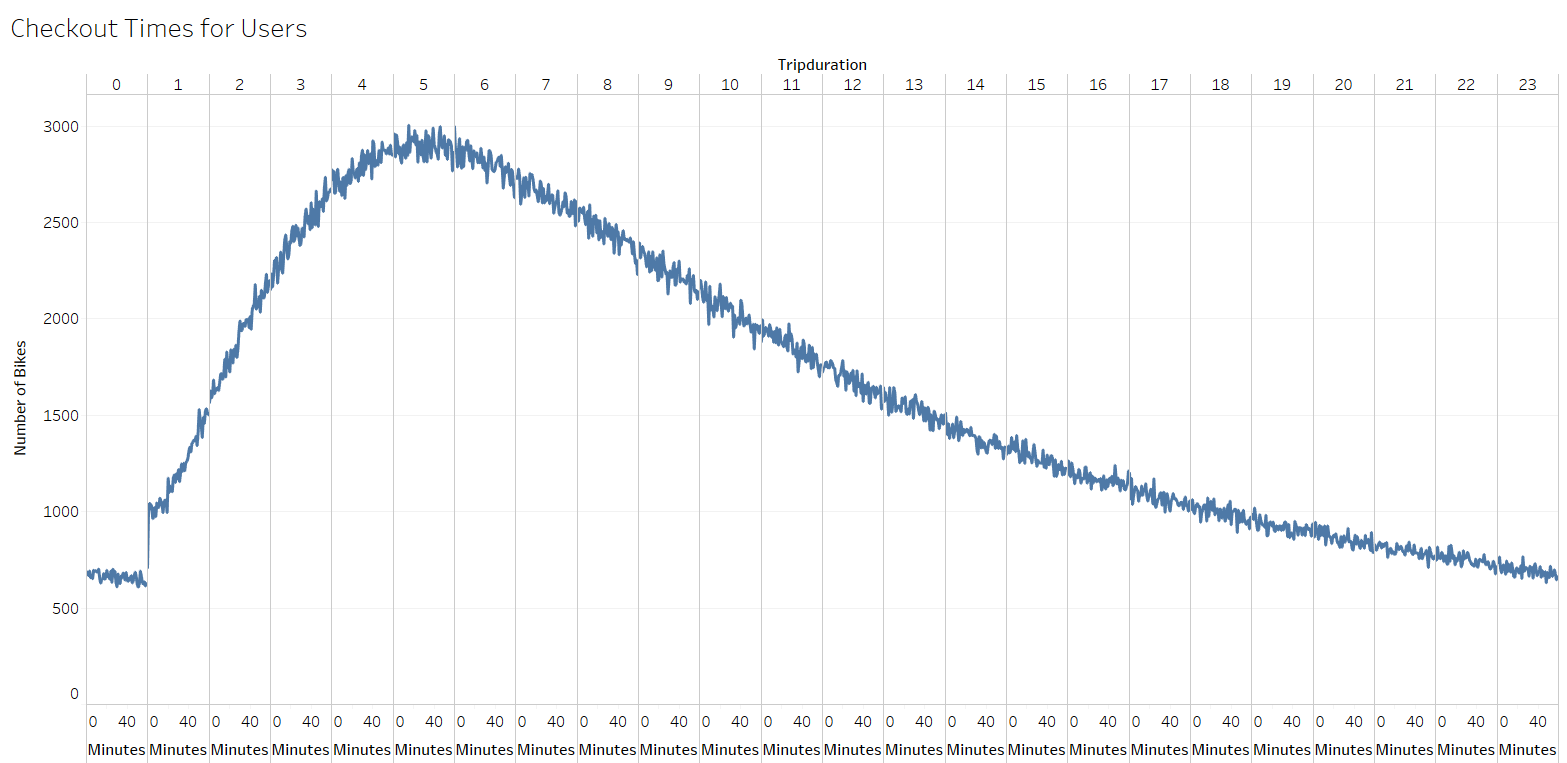 Checkout Times for Users
Tripduration
0 1 2 3 4 5 6 7 8 9 10 11 12 13 14 15 16 17 18 19 20 21 22 23
3000
2500
2000
1500
1000
500
0
Number of Bikes
0 40 0 40 0 40 0 40 0 40 0 40 0 40 0 40 0 40 0 40 0 40 0 40 0 40 0 40 0 40 0 40 0 40 0 40 0 40 0 40 0 40 0 40 0 40 0 40
Minutes Minutes Minutes Minutes Minutes Minutes Minutes Minutes Minutes Minutes Minutes Minutes Minutes Minutes Minutes Minutes Minutes Minutes Minutes Minutes Minutes Minutes Minutes Minutes